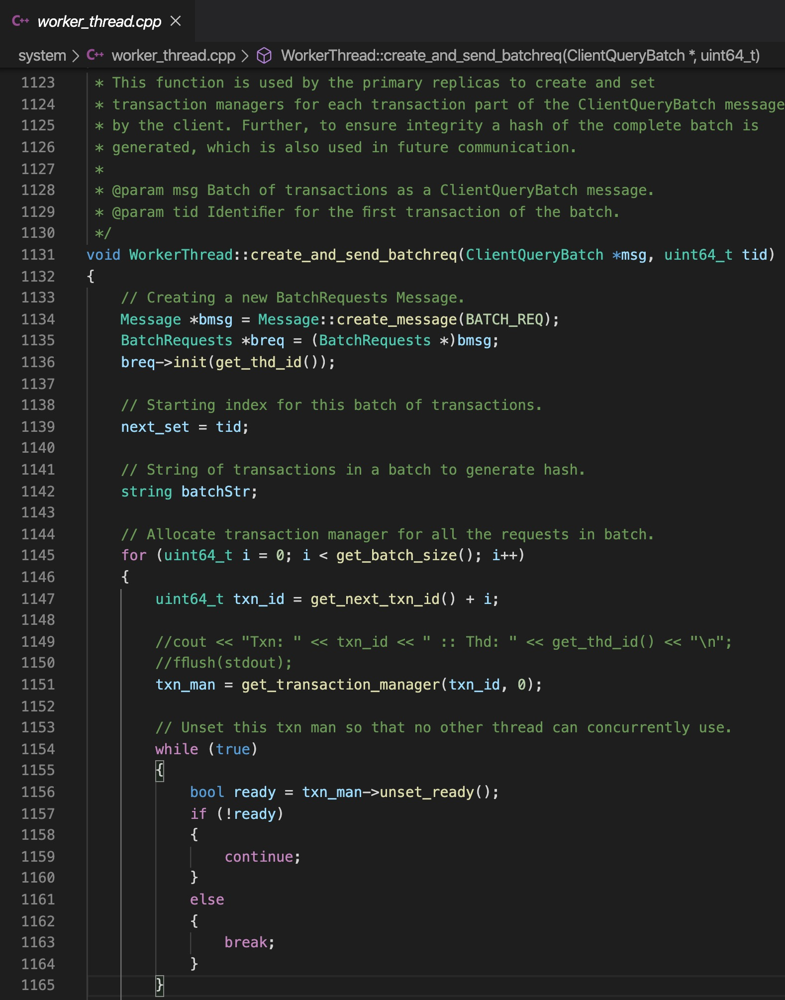 C++ worker_thread.cpp ×
system > C++ worker_thread.cpp > WorkerThread::create_and_send_batchreq(ClientQueryBatch *, uint64_t)
1123 * This function is used by the primary replicas to create and set
1124 * transaction managers for each transaction part of the ClientQueryBatch message
1125 * by the client. Further, to ensure integrity a hash of the complete batch is
1126 * generated, which is also used in future communication.
1127 *
1128 * @param msg Batch of transactions as a ClientQueryBatch message.
1129 * @param tid Identifier for the first transaction of the batch.
1130 */
1131 void WorkerThread::create_and_send_batchreq(ClientQueryBatch *msg, uint64_t tid)
1132 {
1133     // Creating a new BatchRequests Message.
1134     Message *bmsg = Message::create_message(BATCH_REQ);
1135     BatchRequests *breq = (BatchRequests *)bmsg;
1136     breq->init(get_thd_id());
1137
1138     // Starting index for this batch of transactions.
1139     next_set = tid;
1140
1141     // String of transactions in a batch to generate hash.
1142     string batchStr;
1143
1144     // Allocate transaction manager for all the requests in batch.
1145     for (uint64_t i = 0; i < get_batch_size(); i++)
1146     {
1147         uint64_t txn_id = get_next_txn_id() + i;
1148
1149         //cout << "Txn: " << txn_id << " :: Thd: " << get_thd_id() << "\n";
1150         //fflush(stdout);
1151         txn_man = get_transaction_manager(txn_id, 0);
1152
1153         // Unset this txn man so that no other thread can concurrently use.
1154         while (true)
1155         {
1156             bool ready = txn_man->unset_ready();
1157             if (!ready)
1158             {
1159                 continue;
1160             }
1161             else
1162             {
1163                 break;
1164             }
1165         }